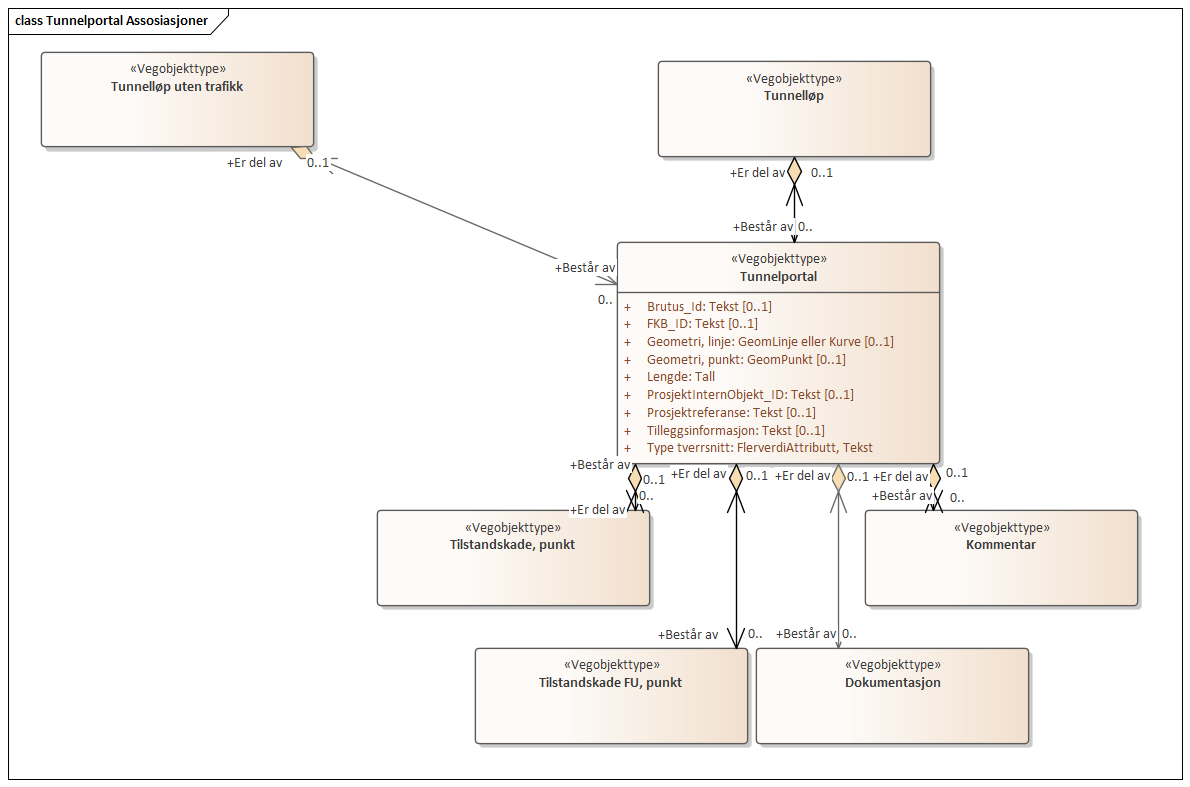 class Tunnelportal Assosiasjoner
«Vegobjekttype»
Tunnelløp uten trafikk
«Vegobjekttype»
Tunnelløp
+Er del av 0..1
+Er del av 0..1
+Består av 0..
+Består av
0..
«Vegobjekttype»
Tunnelportal
+ Brutus_Id: Tekst [0..1]
+ FKB_ID: Tekst [0..1]
+ Geometri, linje: GeomLinje eller Kurve [0..1]
+ Geometri, punkt: GeomPunkt [0..1]
+ Lengde: Tall
+ ProsjektInternObjekt_ID: Tekst [0..1]
+ Prosjektreferanse: Tekst [0..1]
+ Tilleggsinformasjon: Tekst [0..1]
+ Type tverrsnitt: FlerverdiAttributt, Tekst
+Består av
0..1
+Er del av 0..1
+Er del av 0..1
+Er del av 0..1
0..
+Består av 0..
+Er del av
«Vegobjekttype»
Tilstandskade, punkt
«Vegobjekttype»
Kommentar
+Består av 0..
+Består av 0..
«Vegobjekttype»
Tilstandskade FU, punkt
«Vegobjekttype»
Dokumentasjon